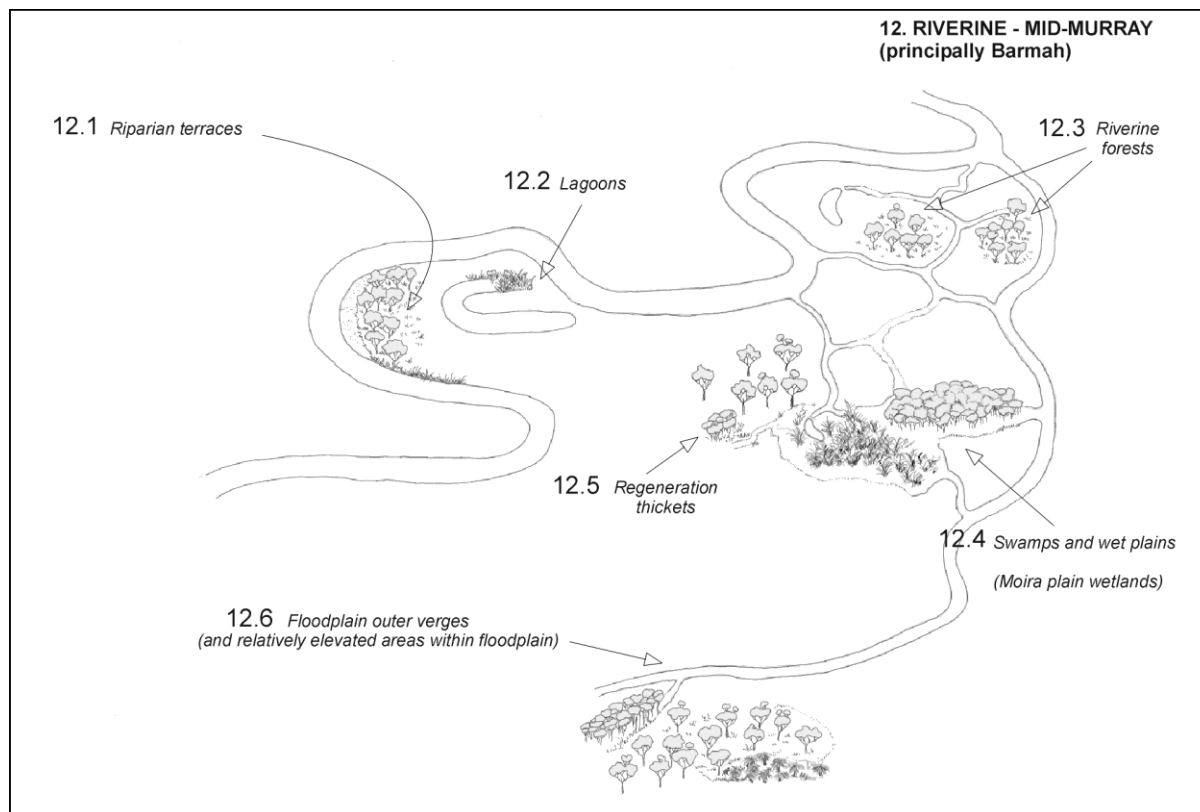 12. RIVERINE - MID-MURRAY
(principally Barmah)
12.1 Riparian terraces
12.3 Riverine
forests
12.2 Lagoons
12.5 Regeneration
thickets
12.4 Swamps and wet plains
(Moira plain wetlands)
12.6 Floodplain outer verges
(and relatively elevated areas within floodplain)